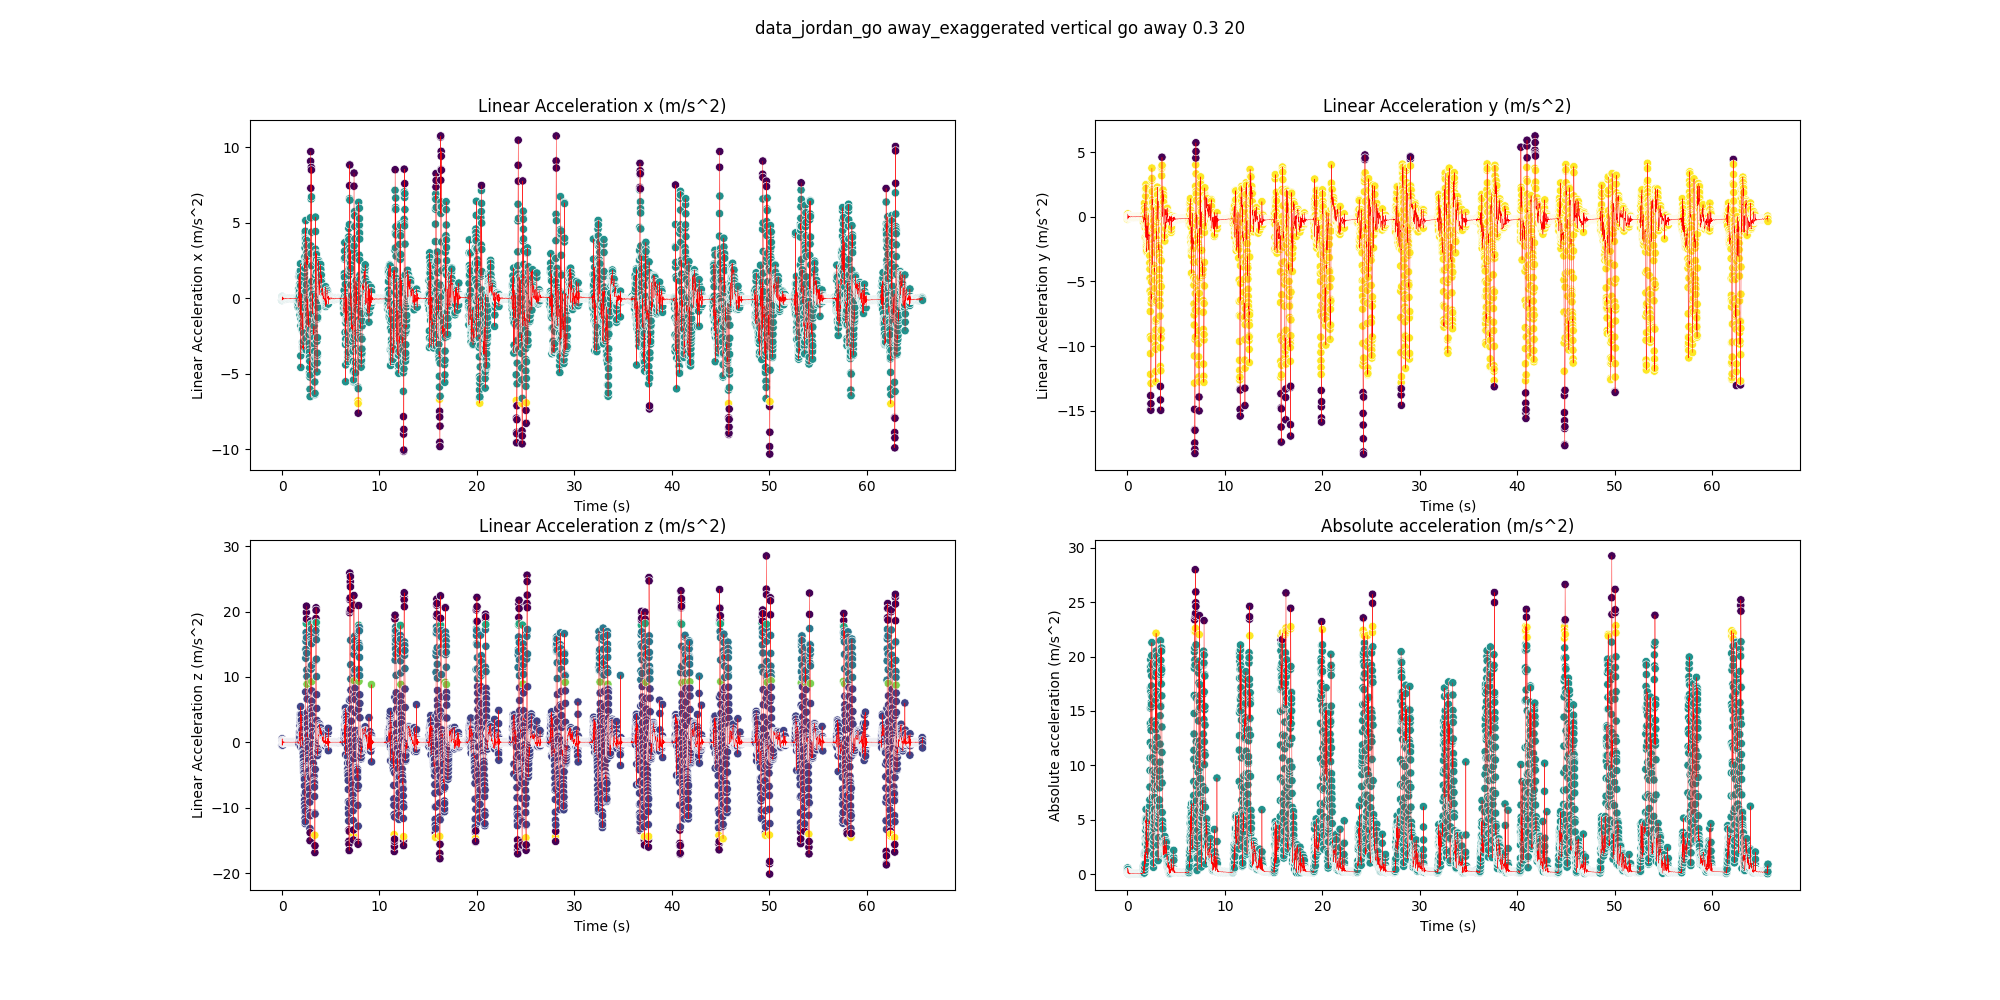 data_jordan_go away_exaggerated vertical go away 0.3 20
Linear Acceleration x (m/s^2)
Linear Acceleration x (m/s^2)
10
5
0
−5
−10
0 10 20 30 40 50 60
Time (s)
Linear Acceleration y (m/s^2)
Linear Acceleration y (m/s^2)
5
0
−5
−10
−15
0 10 20 30 40 50 60
Time (s)
Linear Acceleration z (m/s^2)
Linear Acceleration z (m/s^2)
30
20
10
0
−10
−20
0 10 20 30 40 50 60
Time (s)
Absolute acceleration (m/s^2)
Absolute acceleration (m/s^2)
30
25
20
15
10
5
0
0 10 20 30 40 50 60
Time (s)